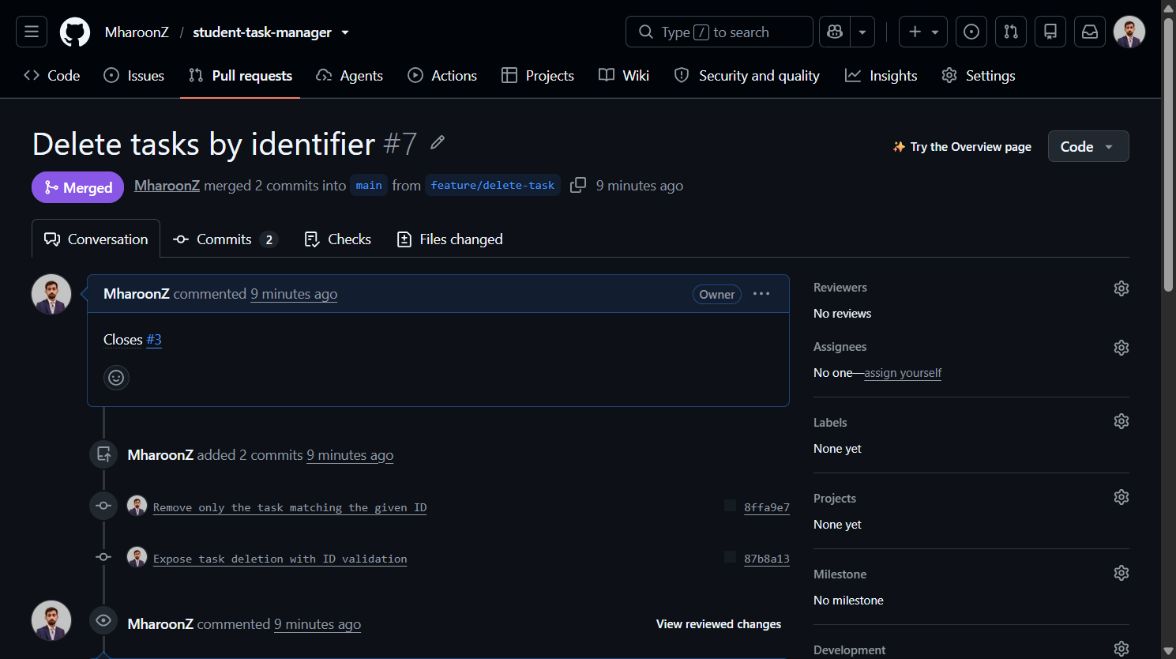 MharoonZ / student-task-manager
Type / to search
Code Issues Pull requests Agents Actions Projects Wiki Security and quality Insights Settings
Delete tasks by identifier #7
Try the Overview page
Code
Merged MharoonZ merged 2 commits into main from feature/delete-task 9 minutes ago
Conversation Commits 2 Checks Files changed
MharoonZ commented 9 minutes ago Owner
Closes #3
MharoonZ added 2 commits 9 minutes ago
Remove only the task matching the given ID 8ffa9e7
Expose task deletion with ID validation 87b8a13
MharoonZ commented 9 minutes ago View reviewed changes
Reviewers
No reviews
Assignees
No one—assign yourself
Labels
None yet
Projects
None yet
Milestone
No milestone
Development